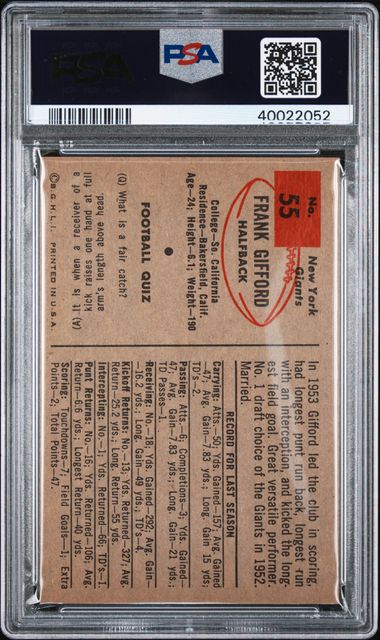 PSA
PSA
40022052
No.
55
New York
Giants
FRANK GIFFORD
HALFBACK
College—So. California
Residence—Bakersfield, Calif.
Age—24; Height—6.1; Weight—190
FOOTBALL QUIZ
(Q) What is a fair catch?
(A) It is when a receiver of a
kick raises one hand at full
arm's length above head.
©B.G.H.L.I. PRINTED IN U.S.A.
In 1953 Gifford led the club in scoring,
had longest punt run back, longest run
with an interception, and kicked the long-
est field goal. Great versatile performer.
No. 1 draft choice of the Giants in 1952.
Married.
RECORD FOR LAST SEASON
Carrying: Atts.—50, Yds. Gained—157; Avg. Gain
Long Gain 15 yds;
TD's—2.
Passing: Atts.—6; Completions—3; Yds. Gained—
47; Avg. Gain—7.83 yds.; Long Gain—21 yds.;
TD Passes—1.
Receiving: No.—18; Yds. Gained—292; Avg. Gain
—16.2 yds.; Long Gain—49 yds., TD's—4.
Kickoff Returns: No.—13, Yds. Returned—327; Avg.
Return—25.2 yds.; Long Return—55 yds.
Intercepting: No.—1; Yds. Returned—66, TD's—1.
Punt Returns: No.—16; Yds. Returned—106; Avg.
Return—6.6 yds.; Longest Return—40 yds.
Scoring: Touchdowns—7; Field Goals—1; Extra
Points—2; Total Points—47.